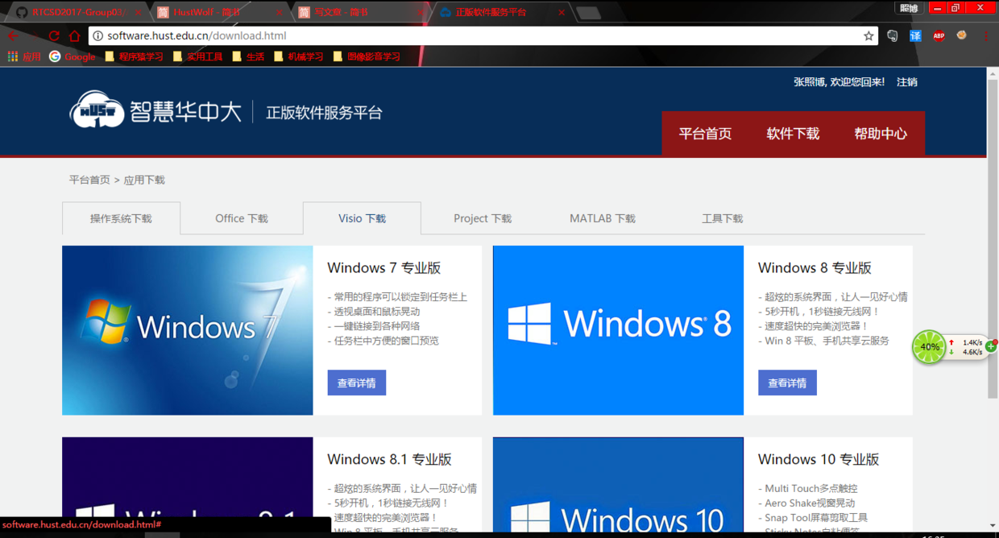 RTCSD2017-Group03/
HustWolf - 简书
写文章 - 简书
正版软件服务平台
照博
software.hust.edu.cn/download.html
译
ABP
应用
Google
程序猿学习
实用工具
生活
机械学习
图像影音学习
张照博, 欢迎您回来! 注销
HUST
智慧华中大
正版软件服务平台
平台首页
软件下载
帮助中心
平台首页 > 应用下载
操作系统下载
Office 下载
Visio 下载
Project 下载
MATLAB 下载
工具下载
Windows 7
Windows 7 专业版
- 常用的程序可以锁定到任务栏上
- 透视桌面和鼠标晃动
- 一键链接到各种网络
- 任务栏中方便的窗口预览
查看详情
Windows 8
Windows 8 专业版
- 超炫的系统界面，让人一见好心情
- 5秒开机，1秒链接无线网！
- 速度超快的完美浏览器！
- Win 8 平板、手机共享云服务
查看详情
40%
1.4K/s
4.6K/s
Windows 8.1 专业版
- 超炫的系统界面，让人一见好心情
- 5秒开机，1秒链接无线网！
速度超快的完美浏览器！
Windows 10
Windows 10 专业版
- Multi Touch多点触控
- Aero Shake视窗晃动
- Snap Tool屏幕剪取工具
- Sticky Notes自粘便签
software.hust.edu.cn/download.html#